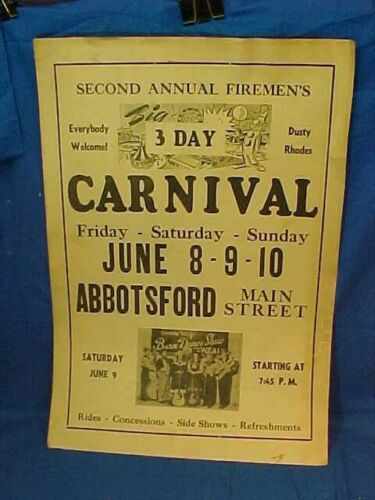 SECOND ANNUAL FIREMEN'S
Big
Everybody Welcome!
3 DAY
Dusty Rhodes
CARNIVAL
Friday - Saturday - Sunday
JUNE 8-9-10
ABBOTSFORD MAIN STREET
SATURDAY JUNE 9
Barn Dance Show
STARTING AT 7:45 P. M.
Rides - Concessions - Side Shows - Refreshments